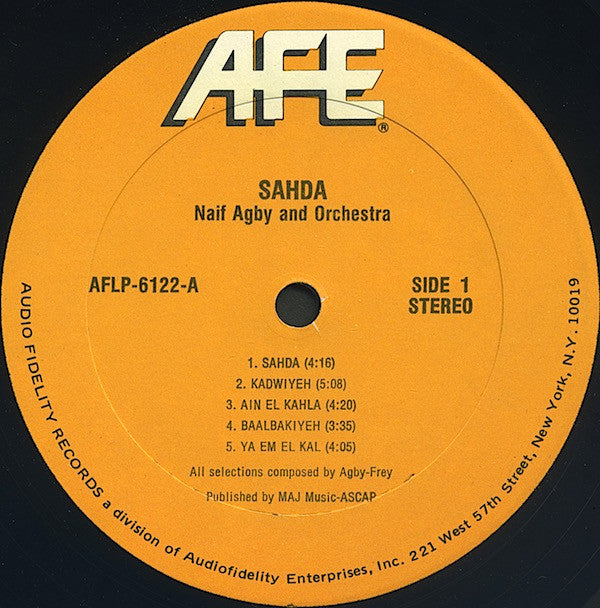 AFE
®
SAHDA
Naif Agby and Orchestra
AFLP-6122-A
SIDE 1
STEREO
1. SAHDA (4:16)
2. KADWIYEH (5:08)
3. AIN EL KAHLA (4:20)
4. BAALBAKIYEH (3:35)
5. YA EM EL KAL (4:05)
All selections composed by Agby-Frey
Published by MAJ Music-ASCAP
AUDIO FIDELITY RECORDS a division of Audiofidelity Enterprises, Inc. 221 West 57th Street, New York, N.Y. 10019